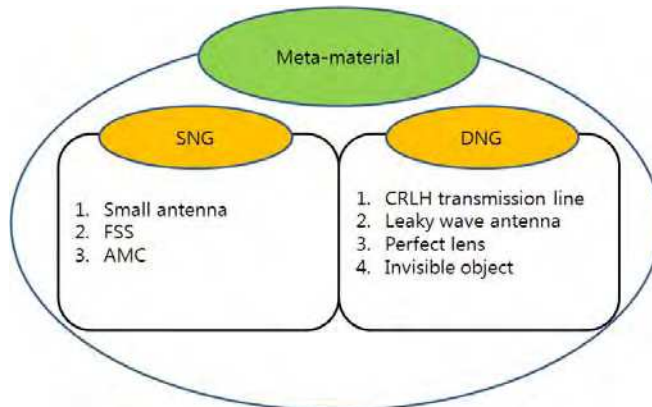 Meta-material
SNG
1. Small antenna
2. FSS
3. AMC
DNG
1. CRLH transmission line
2. Leaky wave antenna
3. Perfect lens
4. Invisible object